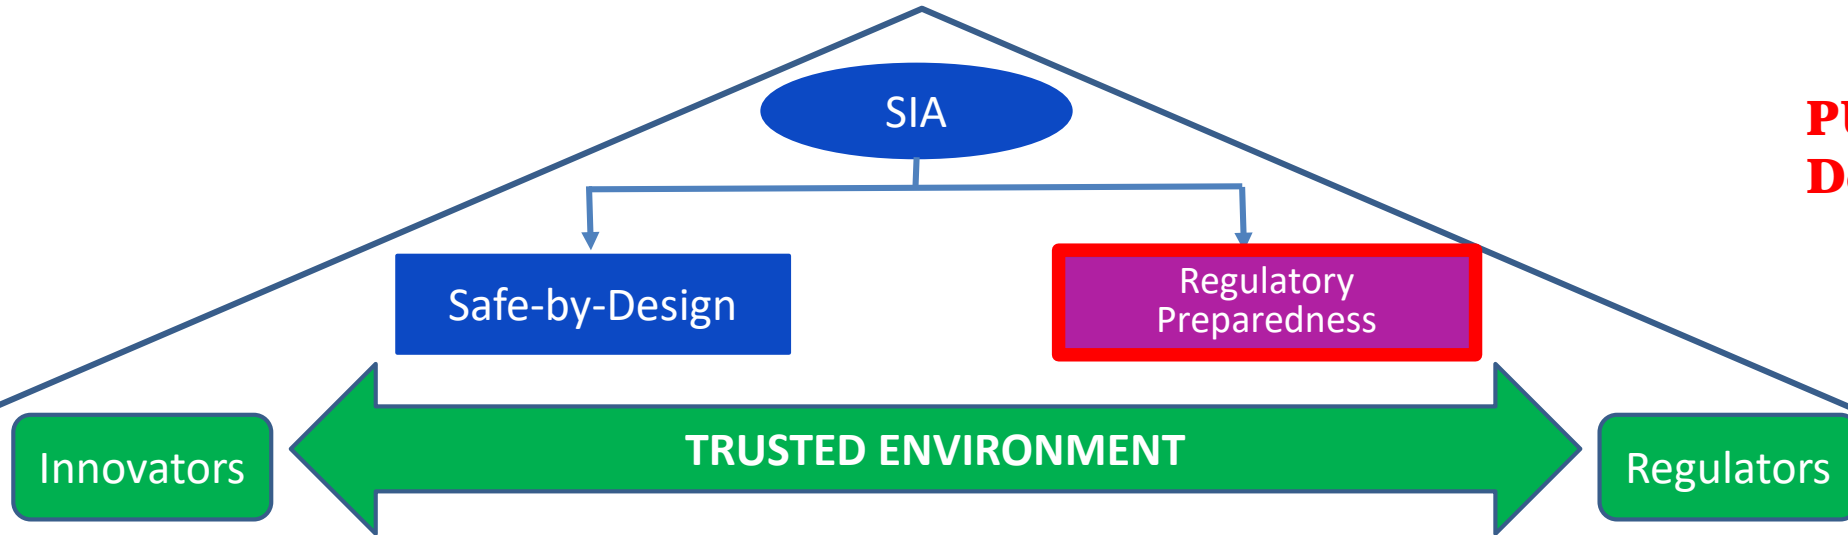 SIA
Safe-by-Design
Regulatory
Preparedness
TRUSTED ENVIRONMENT
Innovators
Regulators